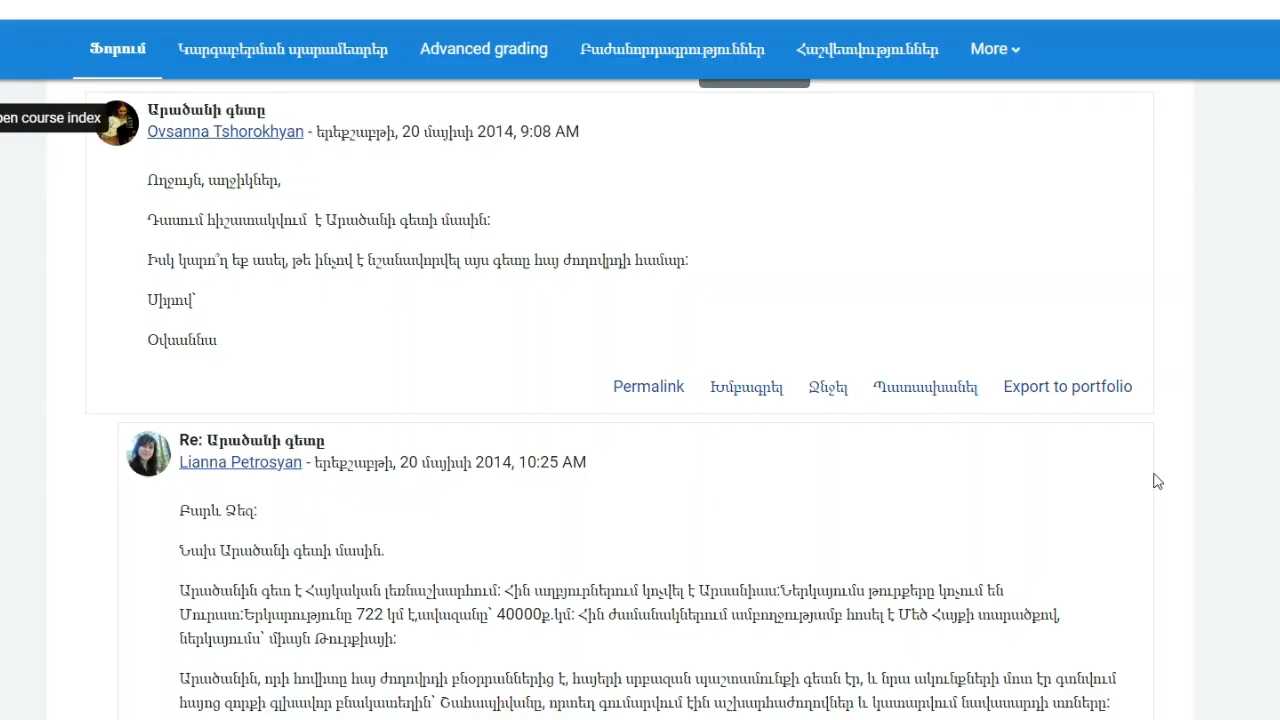 Ֆորում Կարգաբերման պարամետրեր Advanced grading Բաժանորդագրություններ Հաշվետվություններ More
pen course index
Արածանի գետը
Ovsanna Tshorokhyan - երեքշաբթի, 20 մայիսի 2014, 9:08 AM
Ողջույն, աղջիկներ,
Դասում հիշատակվում է Արածանի գետի մասին:
Իսկ կարո՞ղ եք ասել, թե ինչով է նշանավորվել այս գետը հայ ժողովրդի համար:
Սիրով՝
Օվսաննա
Permalink Խմբագրել Ջնջել Պատասխանել Export to portfolio
Re: Արածանի գետը
Lianna Petrosyan - երեքշաբթի, 20 մայիսի 2014, 10:25 AM
Բարև Ձեզ:
Նախ Արածանի գետի մասին.
Արածանին գետ է Հայկական լեռնաշխարհում: Հին աղբյուրներում կոչվել է Արսանիաս:Ներկայումս թուրքերը կոչում են
Մուրատ:Երկարությունը 722 կմ է,ավազանը՝ 40000ք.կմ: Հին ժամանակներում ամբողջությամբ հոսել է Մեծ Հայքի տարածքով,
ներկայումս՝ միայն Թուրքիայի:
Արածանին, որի հովիտը հայ ժողովրդի բնօրրաններից է, հայերի սրբազան պաշտամունքի գետն էր, և նրա ակունքների մոտ էր գտնվում
հայոց զորքի գլխավոր բնակատեղին՝ Շահապիվանը, որտեղ գումարվում էին աշխարհաժողովներ և կատարվում նավասարդի տոները: